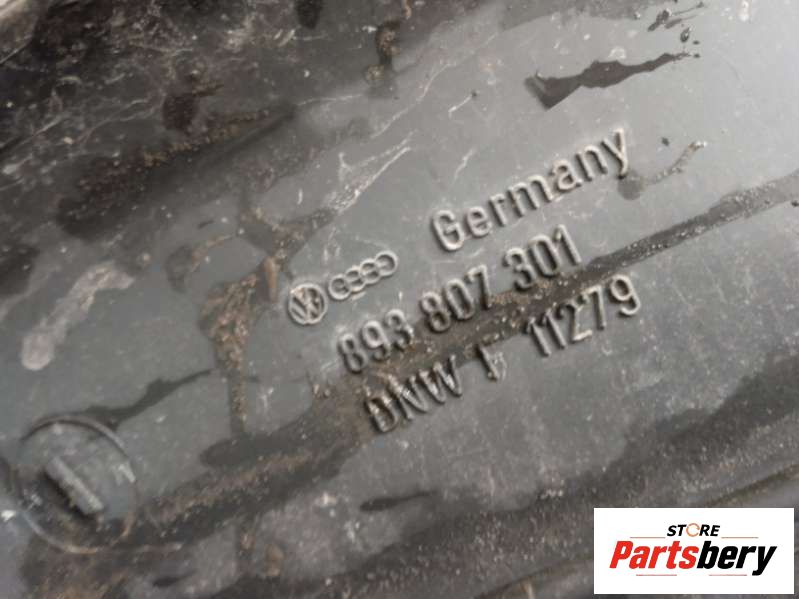 Germany
893 807 301
DNW 11279
STORE
Partsbery